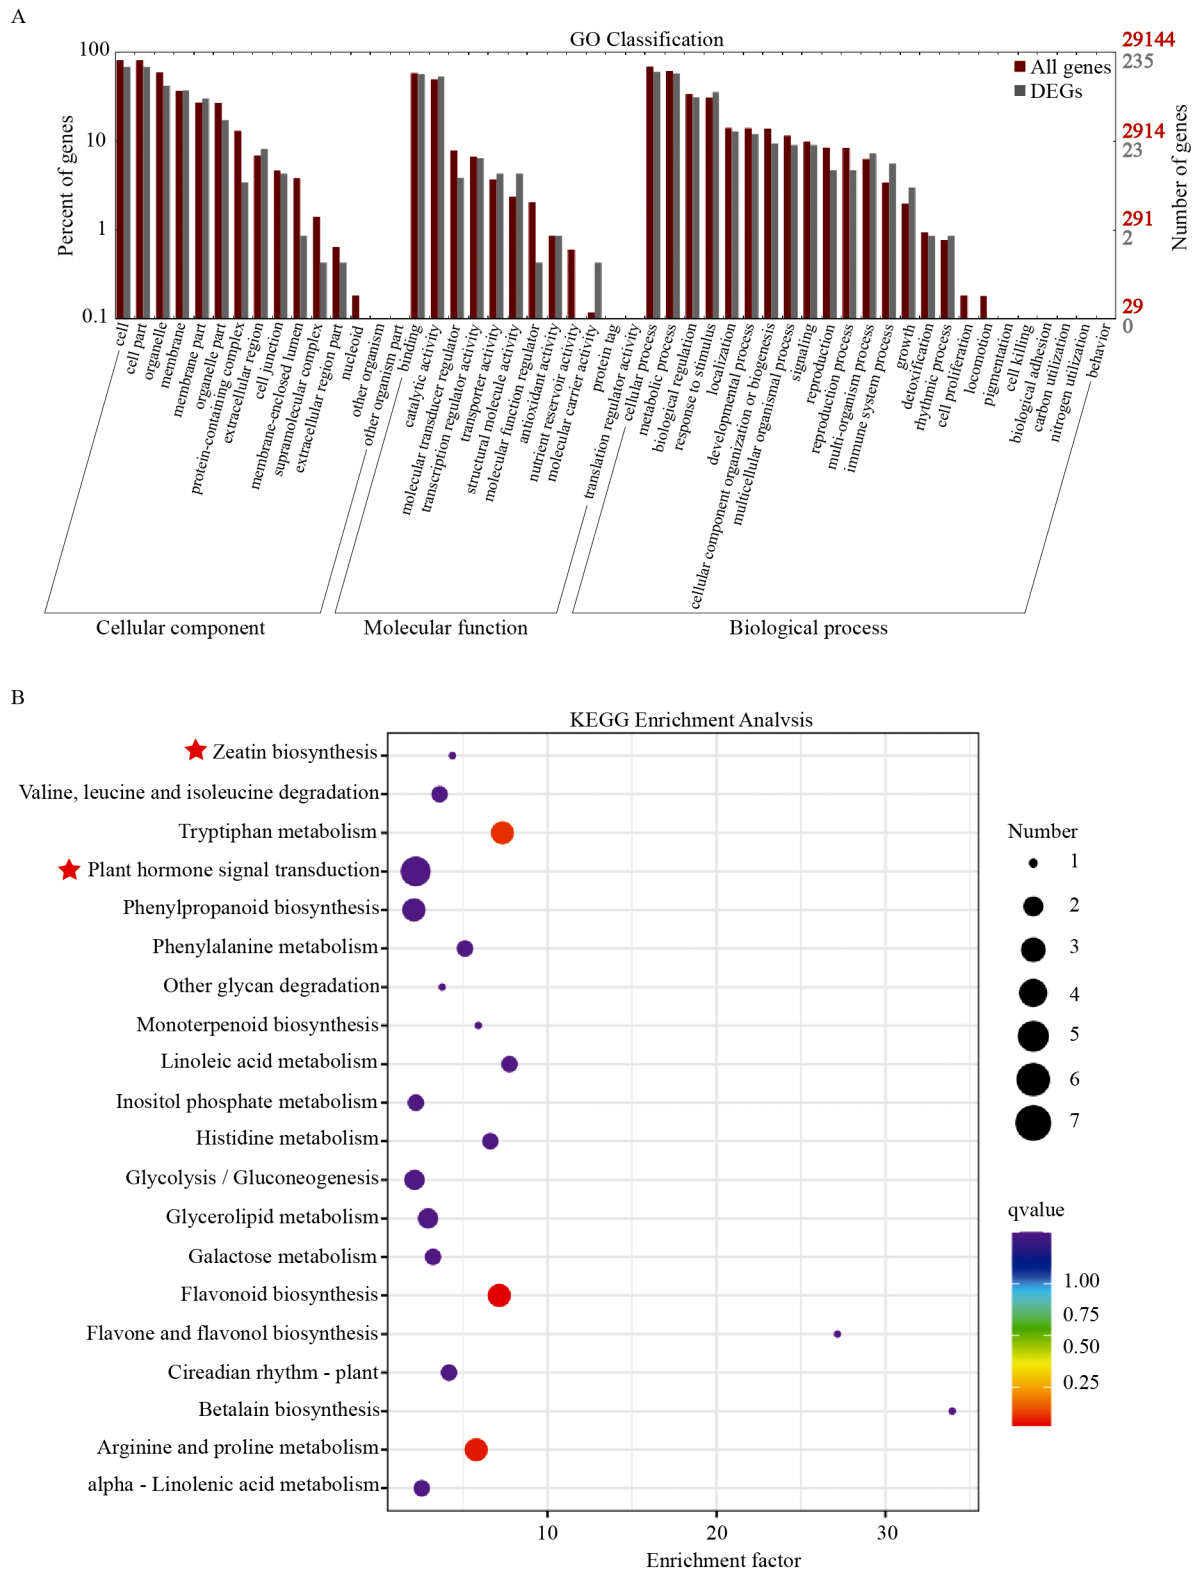 A
GO Classification
100
10
1
0.1
Percent of genes
All genes
DEGs
29144
235
2914
23
291
2
29
0
Number of genes
cell
cell part
organelle
membrane
membrane part
organelle part
protein-containing complex
extracellular region
cell junction
membrane-enclosed lumen
supramolecular complex
extracellular region part
nucleoid
other organism
other organism part
binding
catalytic activity
molecular transducer regulator
transcription regulator activity
transporter activity
structural molecule activity
molecular function regulator
antioxidant activity
nutrient reservoir activity
molecular carrier activity
protein tag
translation regulator activity
cellular process
metabolic process
biological regulation
response to stimulus
localization
developmental process
cellular component organization or biogenesis
multicellular organismal process
signaling
reproduction
reproduction process
multi-organism process
immune system process
growth
detoxification
rhythmic process
cell proliferation
locomotion
pigmentation
cell killing
biological adhesion
carbon utilization
nitrogen utilization
behavior
Cellular component
Molecular function
Biological process
B
KEGG Enrichment Analvsis
Zeatin biosynthesis
Valine, leucine and isoleucine degradation
Tryptiphan metabolism
Plant hormone signal transduction
Phenylpropanoid biosynthesis
Phenylalanine metabolism
Other glycan degradation
Monoterpenoid biosynthesis
Linoleic acid metabolism
Inositol phosphate metabolism
Histidine metabolism
Glycolysis / Gluconeogenesis
Glycerolipid metabolism
Galactose metabolism
Flavonoid biosynthesis
Flavone and flavonol biosynthesis
Cireadian rhythm - plant
Betalain biosynthesis
Arginine and proline metabolism
alpha - Linolenic acid metabolism
10
20
30
Enrichment factor
Number
1
2
3
4
5
6
7
qvalue
1.00
0.75
0.50
0.25